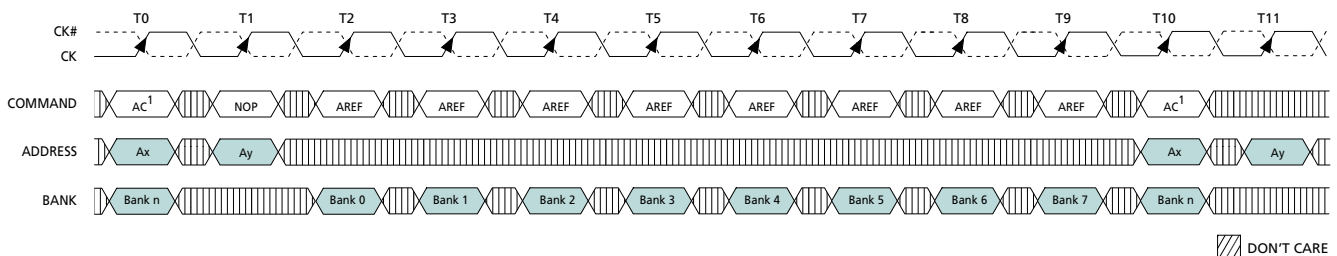 T0 T1 T2 T3 T4 T5 T6 T7 T8 T9 T10 T11
CK#
CK
COMMAND AC1 NOP AREF AREF AREF AREF AREF AREF AREF AREF AC1
ADDRESS Ax Ay Ax Ay
BANK Bank n Bank 0 Bank 1 Bank 2 Bank 3 Bank 4 Bank 5 Bank 6 Bank 7 Bank n
DON'T CARE